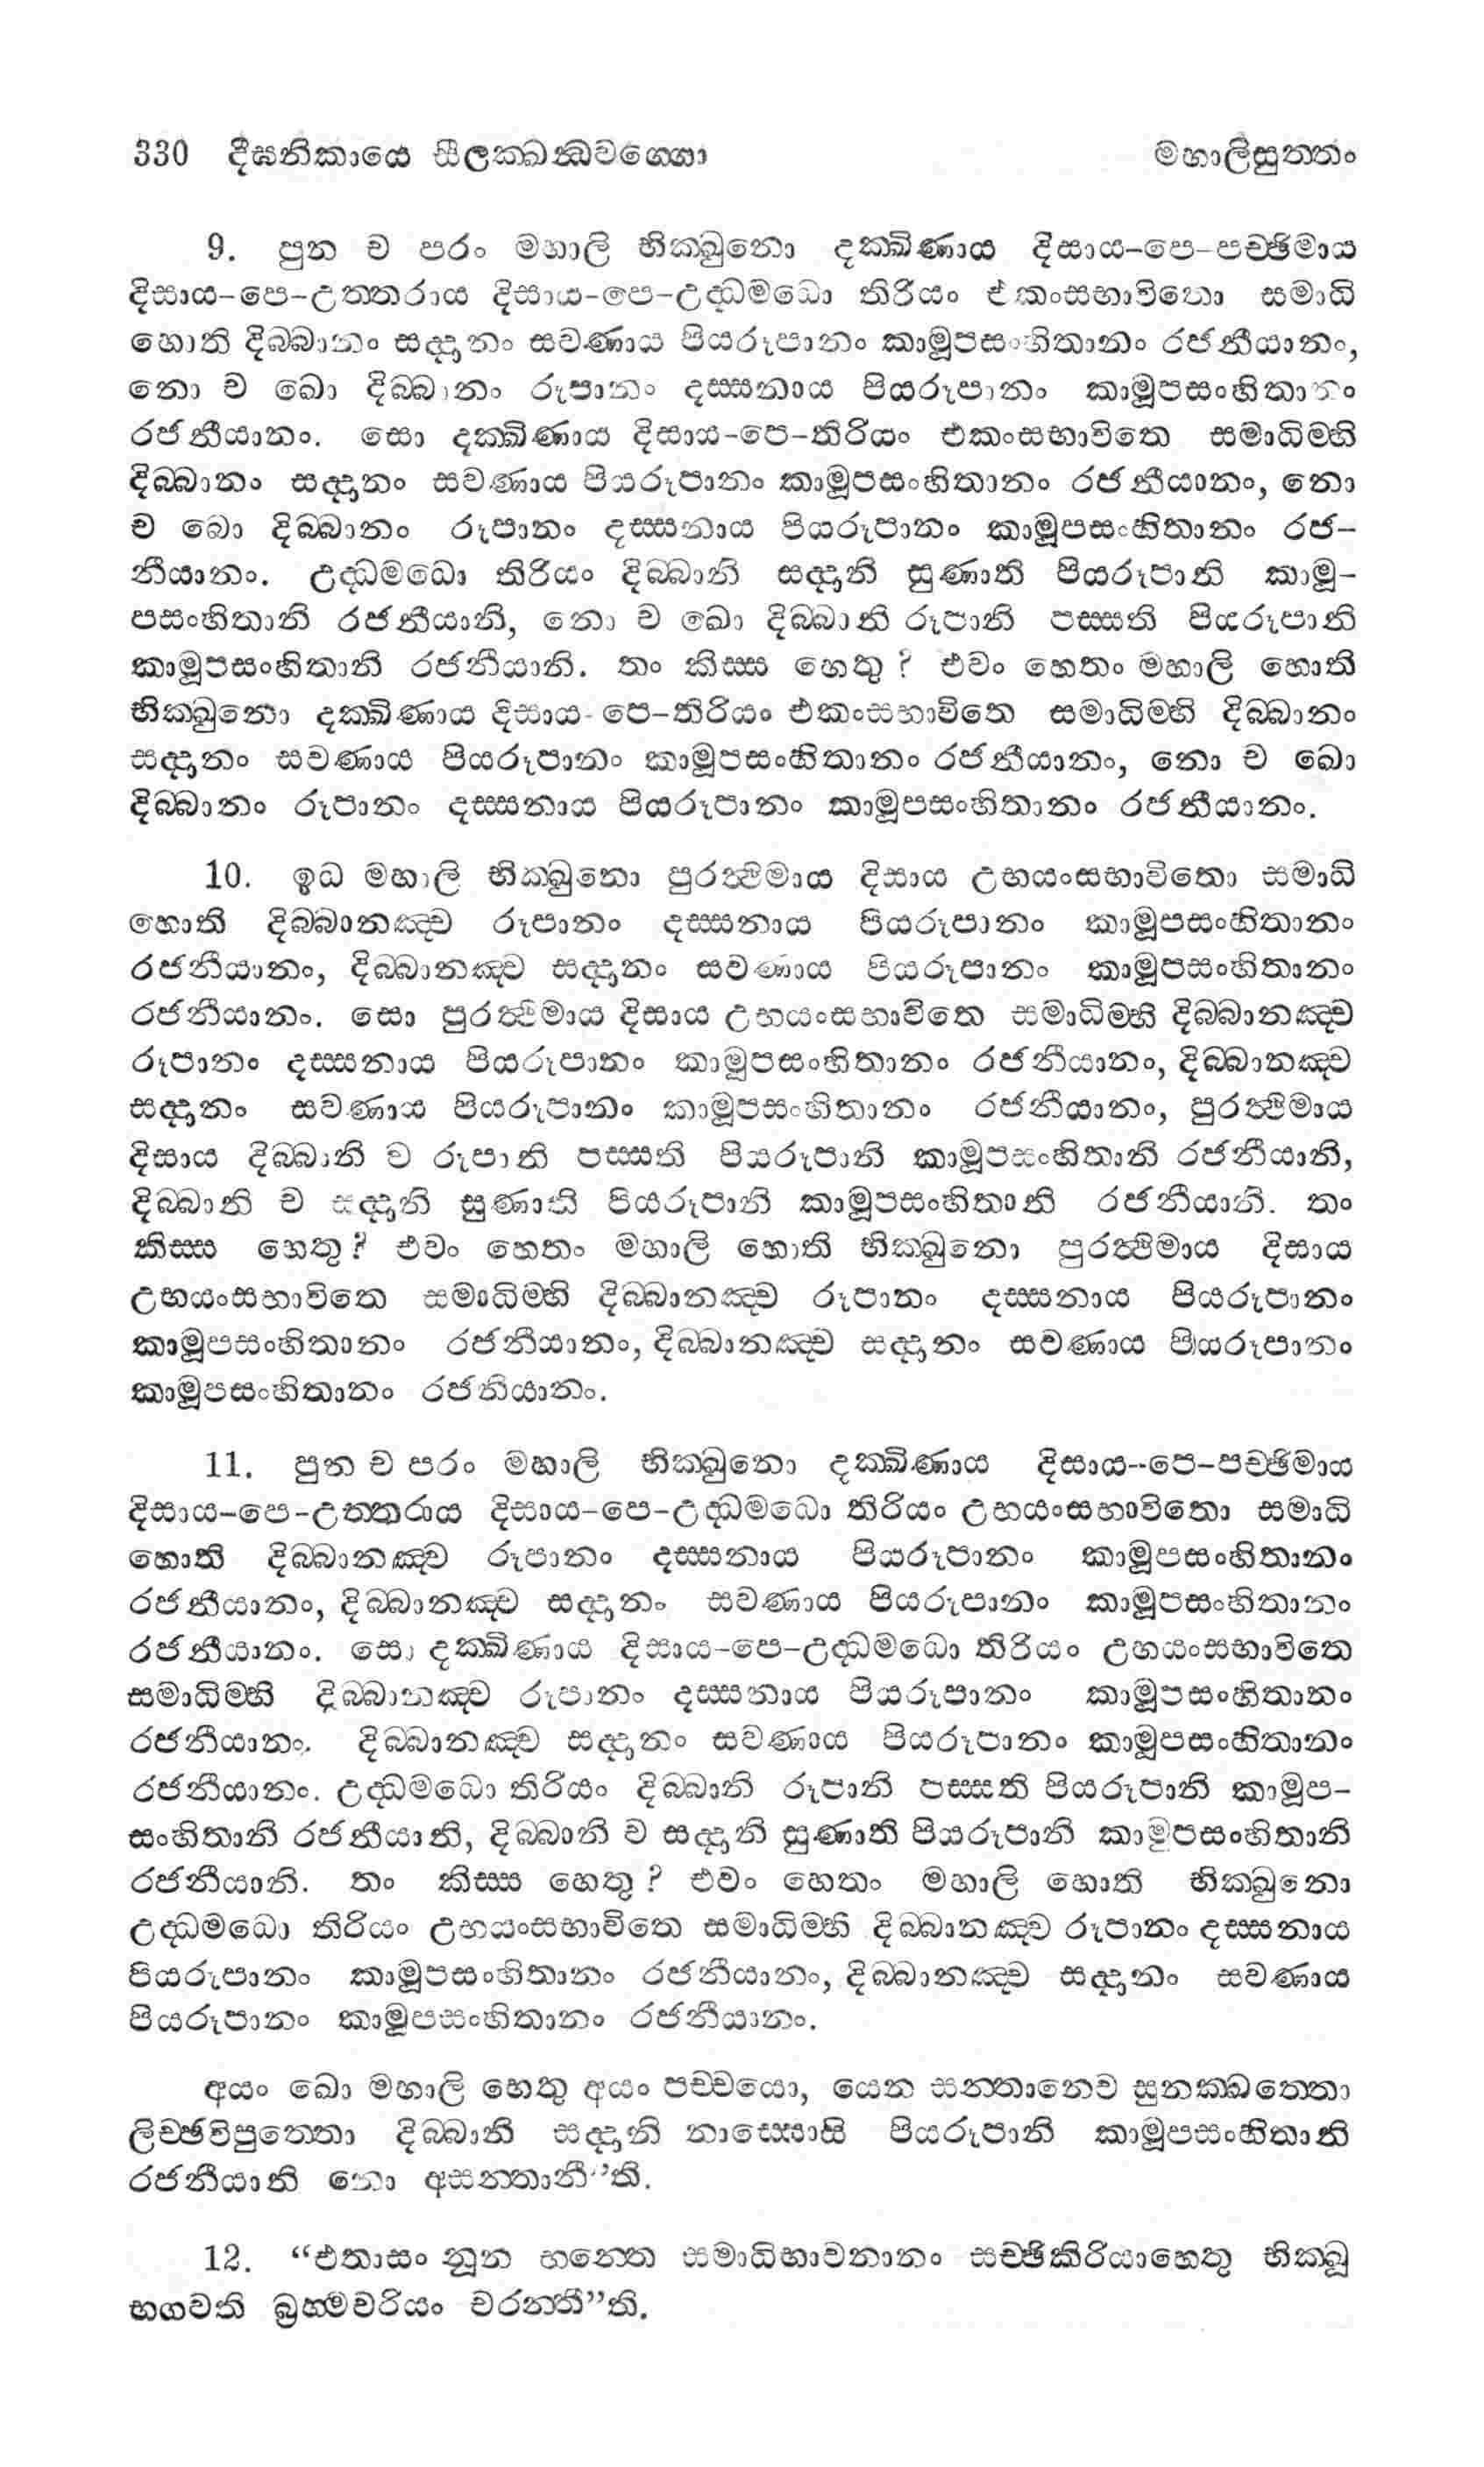 330 දීඝනිකායෙ සීලක්ඛන්ධවග්ගො මහාලිසුත්තං
9. පුන ච පරං මහාලි භික්ඛුනො දක්ඛිණාය දිසාය-පෙ-පච්ඡිමාය
දිසාය-පෙ-උත්තරාය දිසාය-පෙ-උද්ධමධො තිරියං එකංසභාවිතො සමාධි
හොති දිබ්බානං සද්දානං සවණාය පියරූපානං කාමූපසංහිතානං රජනීයානං,
නො ච ඛො දිබ්බානං රූපානං දස්සනාය පියරූපානං කාමූපසංහිතානං
රජනීයානං. සො දක්ඛිණාය දිසාය-පෙ-තිරියං එකංසභාවිතෙ සමාධිම්හි
දිබ්බානං සද්දානං සවණාය පියරූපානං කාමූපසංහිතානං රජනීයානං, නො
ච ඛො දිබ්බානං රූපානං දස්සනාය පියරූපානං කාමූපසංහිතානං රජ-
නීයානං. උද්ධමධො තිරියං දිබ්බානි සද්දානි සුණාති පියරූපානි කාමූ-
පසංහිතානි රජනීයානි, නො ච ඛො දිබ්බානි රූපානි පස්සති පියරූපානි
කාමූපසංහිතානි රජනීයානි. තං කිස්ස හෙතු? එවං හෙතං මහාලි හොති
භික්ඛුනො දක්ඛිණාය දිසාය-පෙ-තිරියං එකංසභාවිතෙ සමාධිම්හි දිබ්බානං
සද්දානං සවණාය පියරූපානං කාමූපසංහිතානං රජනීයානං, නො ච ඛො
දිබ්බානං රූපානං දස්සනාය පියරූපානං කාමූපසංහිතානං රජනීයානං.
10. ඉධ මහාලි භික්ඛුනො පුරත්ථිමාය දිසාය උභයංසභාවිතො සමාධි
හොති දිබ්බානඤ්ච රූපානං දස්සනාය පියරූපානං කාමූපසංහිතානං
රජනීයානං, දිබ්බානඤ්ච සද්දානං සවණාය පියරූපානං කාමූපසංහිතානං
රජනීයානං. සො පුරත්ථිමාය දිසාය උභයංසභාවිතෙ සමාධිම්හි දිබ්බානඤ්ච
රූපානං දස්සනාය පියරූපානං කාමූපසංහිතානං රජනීයානං, දිබ්බානඤ්ච
සද්දානං සවණාය පියරූපානං කාමූපසංහිතානං රජනීයානං, පුරත්ථිමාය
දිසාය දිබ්බානි ච රූපානි පස්සති පියරූපානි කාමූපසංහිතානි රජනීයානි,
දිබ්බානි ච සද්දානි සුණාති පියරූපානි කාමූපසංහිතානි රජනීයානි. තං
කිස්ස හෙතු? එවං හෙතං මහාලි හොති භික්ඛුනො පුරත්ථිමාය දිසාය
උභයංසභාවිතෙ සමාධිම්හි දිබ්බානඤ්ච රූපානං දස්සනාය පියරූපානං
කාමූපසංහිතානං රජනීයානං, දිබ්බානඤ්ච සද්දානං සවණාය පියරූපානං
කාමූපසංහිතානං රජනියානං.
11. පුන ච පරං මහාලි භික්ඛුනො දක්ඛිණාය දිසාය--පෙ-පච්ඡිමාය
දිසාය-පෙ-උත්තරාය දිසාය-පෙ-උද්ධමධො තිරියං උභයංසභාවිතො සමාධි
හොති දිබ්බානඤ්ච රූපානං දස්සනාය පියරූපානං කාමූපසංහිතානං
රජනීයානං, දිබ්බානඤ්ච සද්දානං සවණාය පියරූපානං කාමූපසංහිතානං
රජනීයානං. සො දක්ඛිණාය දිසාය-පෙ-උද්ධමධො තිරියං උභයංසභාවිතෙ
සමාධිම්හි දිබ්බානඤ්ච රූපානං දස්සනාය පියරූපානං කාමූපසංහිතානං
රජනීයානං. දිබ්බානඤ්ච සද්දානං සවණාය පියරූපානං කාමූපසංහිතානං
රජනීයානං. උද්ධමධො තිරියං දිබ්බානි රූපානි පස්සති පියරූපානි කාමූප-
සංහිතානි රජනීයානි, දිබ්බානි ච සද්දානි සුණාති පියරූපානි කාමූපසංහිතානි
රජනීයානි. තං කිස්ස හෙතු? එවං හෙතං මහාලි හොති භික්ඛුනො
උද්ධමධො තිරියං උභයංසභාවිතෙ සමාධිම්හි දිබ්බානඤ්ච රූපානං දස්සනාය
පියරූපානං කාමූපසංහිතානං රජනීයානං, දිබ්බානඤ්ච සද්දානං සවණාය
පියරූපානං කාමූපසංහිතානං රජනීයානං.
අයං ඛො මහාලි හෙතු අයං පච්චයො, යෙන සන්තානෙව සුනක්ඛත්තො
ලිච්ඡවිපුත්තො දිබ්බානි සද්දානි නාස්සොසි පියරූපානි කාමූපසංහිතානි
රජනීයානි නො අසන්තානී”ති.
12. “එතාසං නූන භන්තෙ සමාධිභාවනානං සච්ඡිකිරියාහෙතු භික්ඛූ
භගවති බ්‍රහ්මචරියං චරන්තී”ති.